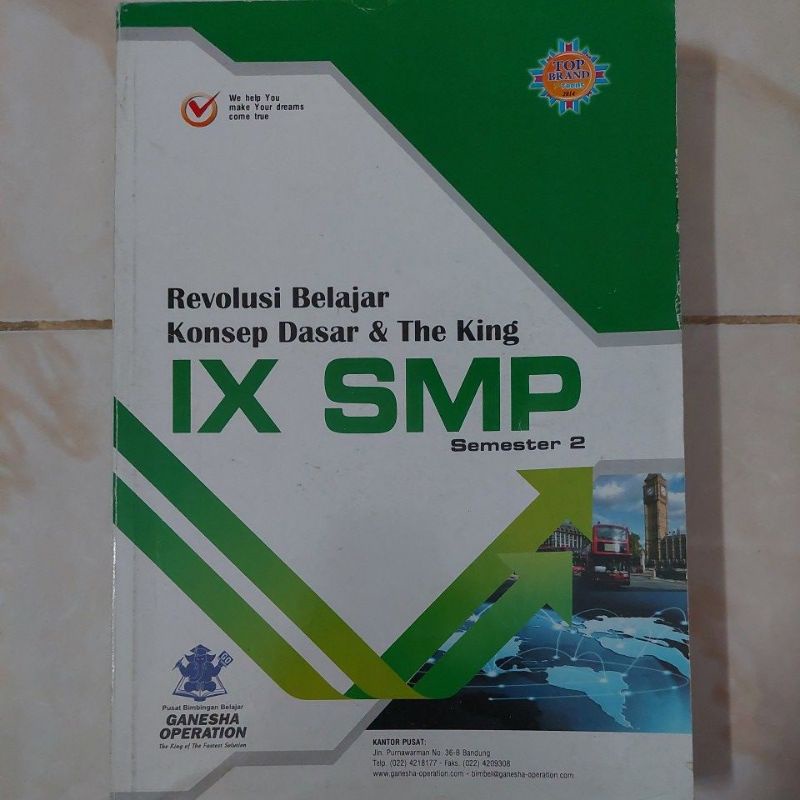 We help You
make Your dreams
come true
TOP
BRAND
2014
Revolusi Belajar
Konsep Dasar & The King
IX SMP
Semester 2
Pusat Bimbingan Belajar
GANESHA
OPERATION
The King of The Fastest Solution
KANTOR PUSAT:
Jln. Purnawarman No. 36-B Bandung
Telp. (022) 4218177 - Faks. (022) 4209308
www.ganesha-operation.com - bimbel@ganesha-operation.com